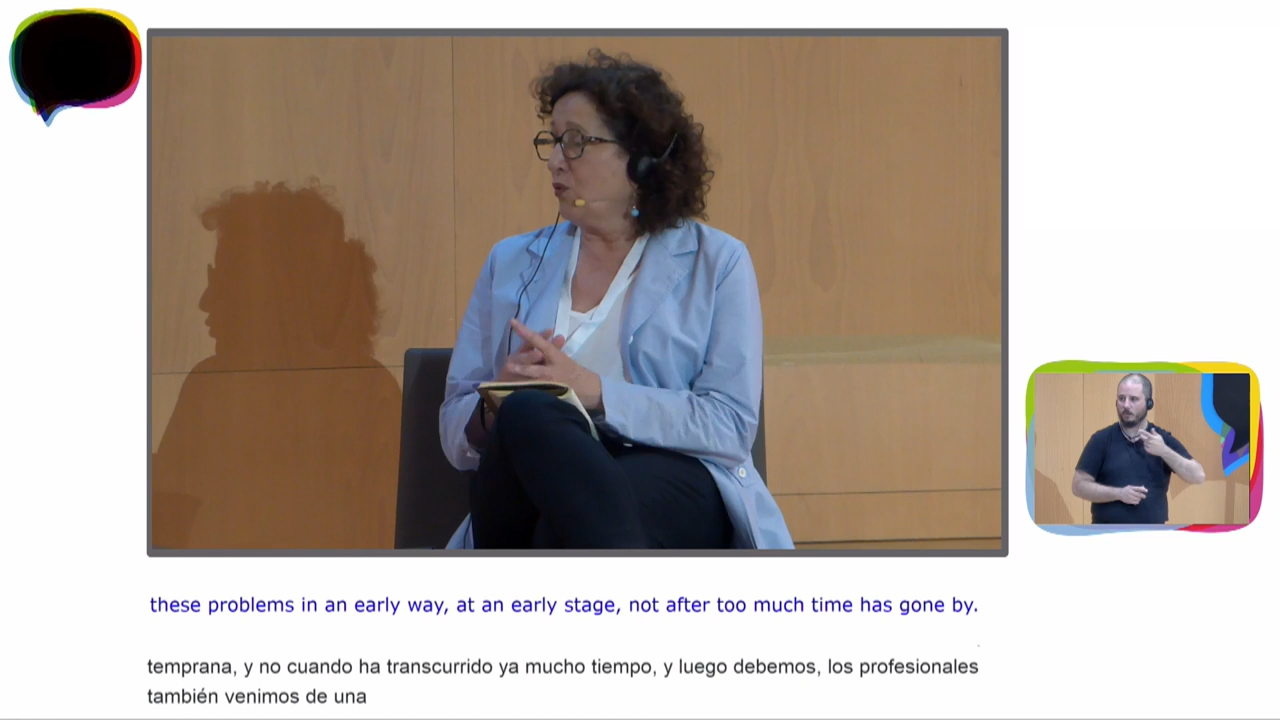 these problems in an early way, at an early stage, not after too much time has gone by.
temprana, y no cuando ha transcurrido ya mucho tiempo, y luego debemos, los profesionales
también venimos de una